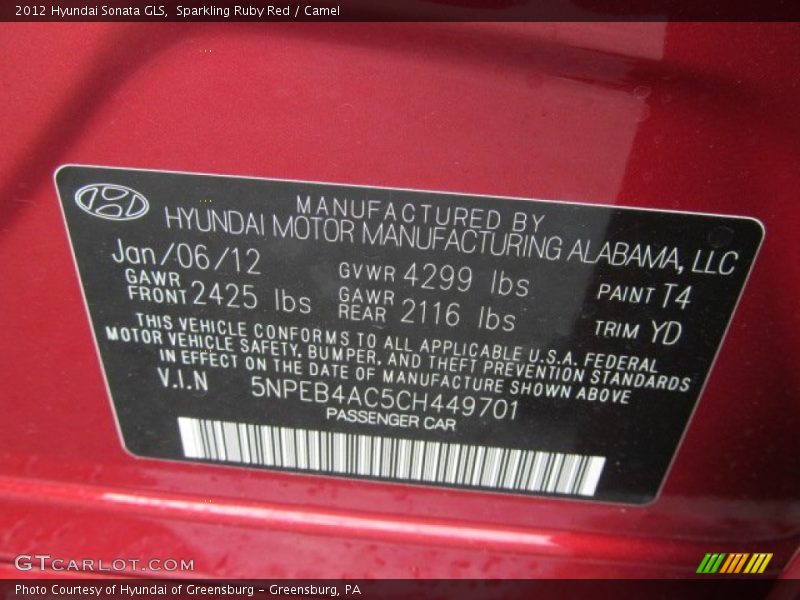 2012 Hyundai Sonata GLS, Sparkling Ruby Red / Camel
MANUFACTURED BY
HYUNDAI MOTOR MANUFACTURING ALABAMA, LLC
Jan/06/12
GVWR 4299 lbs
PAINT T4
GAWR FRONT 2425 lbs
GAWR REAR 2116 lbs
TRIM YD
THIS VEHICLE CONFORMS TO ALL APPLICABLE U.S.A. FEDERAL
MOTOR VEHICLE SAFETY, BUMPER, AND THEFT PREVENTION STANDARDS
IN EFFECT ON THE DATE OF MANUFACTURE SHOWN ABOVE
V.I.N 5NPEB4AC5CH449701
PASSENGER CAR
GTCARLOT.COM
Photo Courtesy of Hyundai of Greensburg - Greensburg, PA